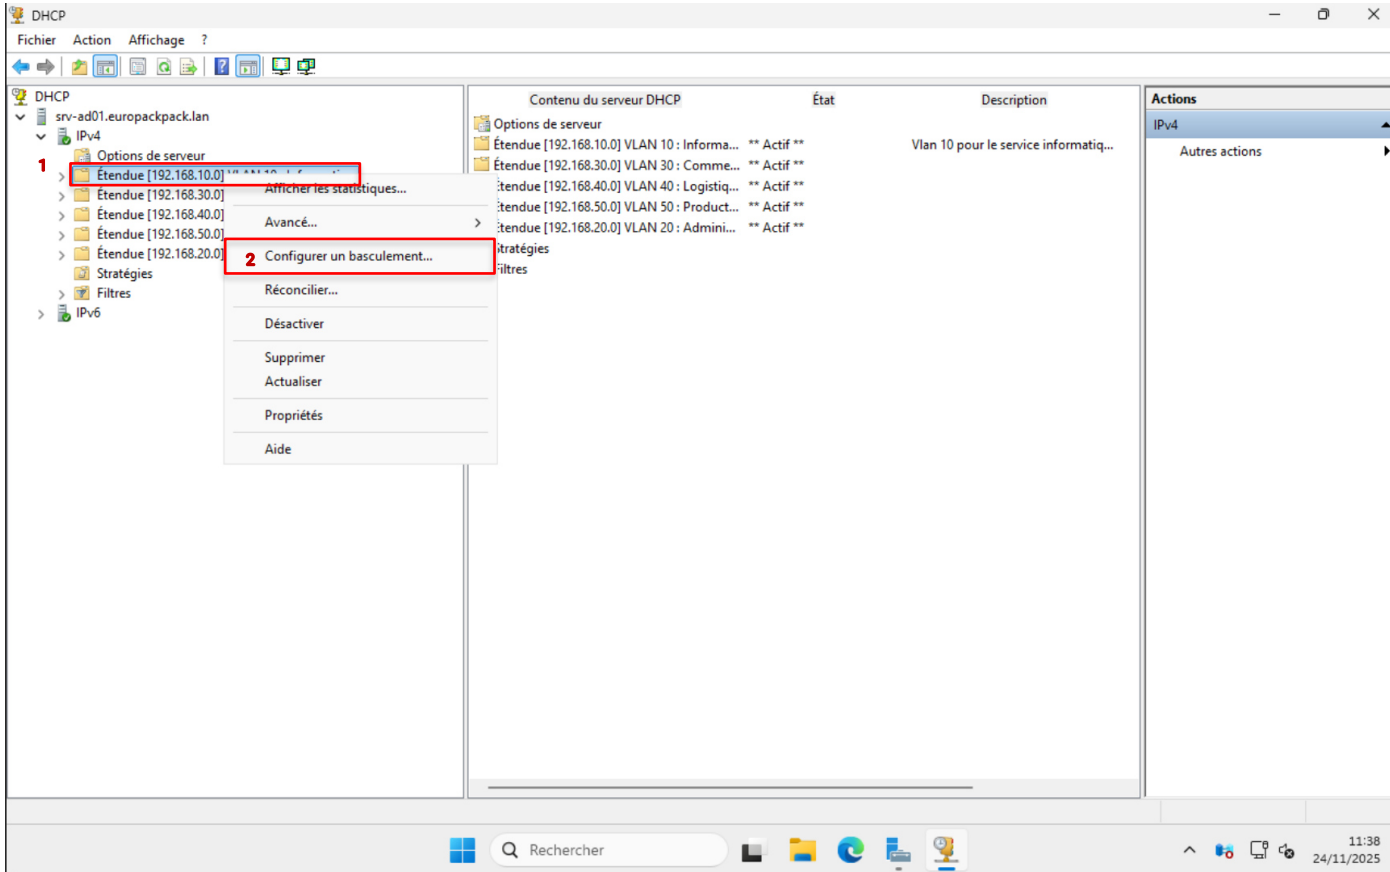 DHCP
Fichier Action Affichage ?
DHCP
srv-ad01.europackpack.lan
IPv4
Options de serveur
1
Étendue [192.168.10.0]
Étendue [192.168.30.0]
Étendue [192.168.40.0]
Étendue [192.168.50.0]
Étendue [192.168.20.0]
Stratégies
Filtres
IPv6
Afficher les statistiques...
Avancé...
2 Configurer un basculement...
Réconcilier...
Désactiver
Supprimer
Actualiser
Propriétés
Aide
Contenu du serveur DHCP État Description
Options de serveur
Étendue [192.168.10.0] VLAN 10 : Informa... ** Actif ** Vlan 10 pour le service informatiq...
Étendue [192.168.30.0] VLAN 30 : Comme... ** Actif **
tendue [192.168.40.0] VLAN 40 : Logistiq... ** Actif **
tendue [192.168.50.0] VLAN 50 : Product... ** Actif **
tendue [192.168.20.0] VLAN 20 : Admini... ** Actif **
Stratégies
iltres
Actions
IPv4
Autres actions
Rechercher
11:38
24/11/2025